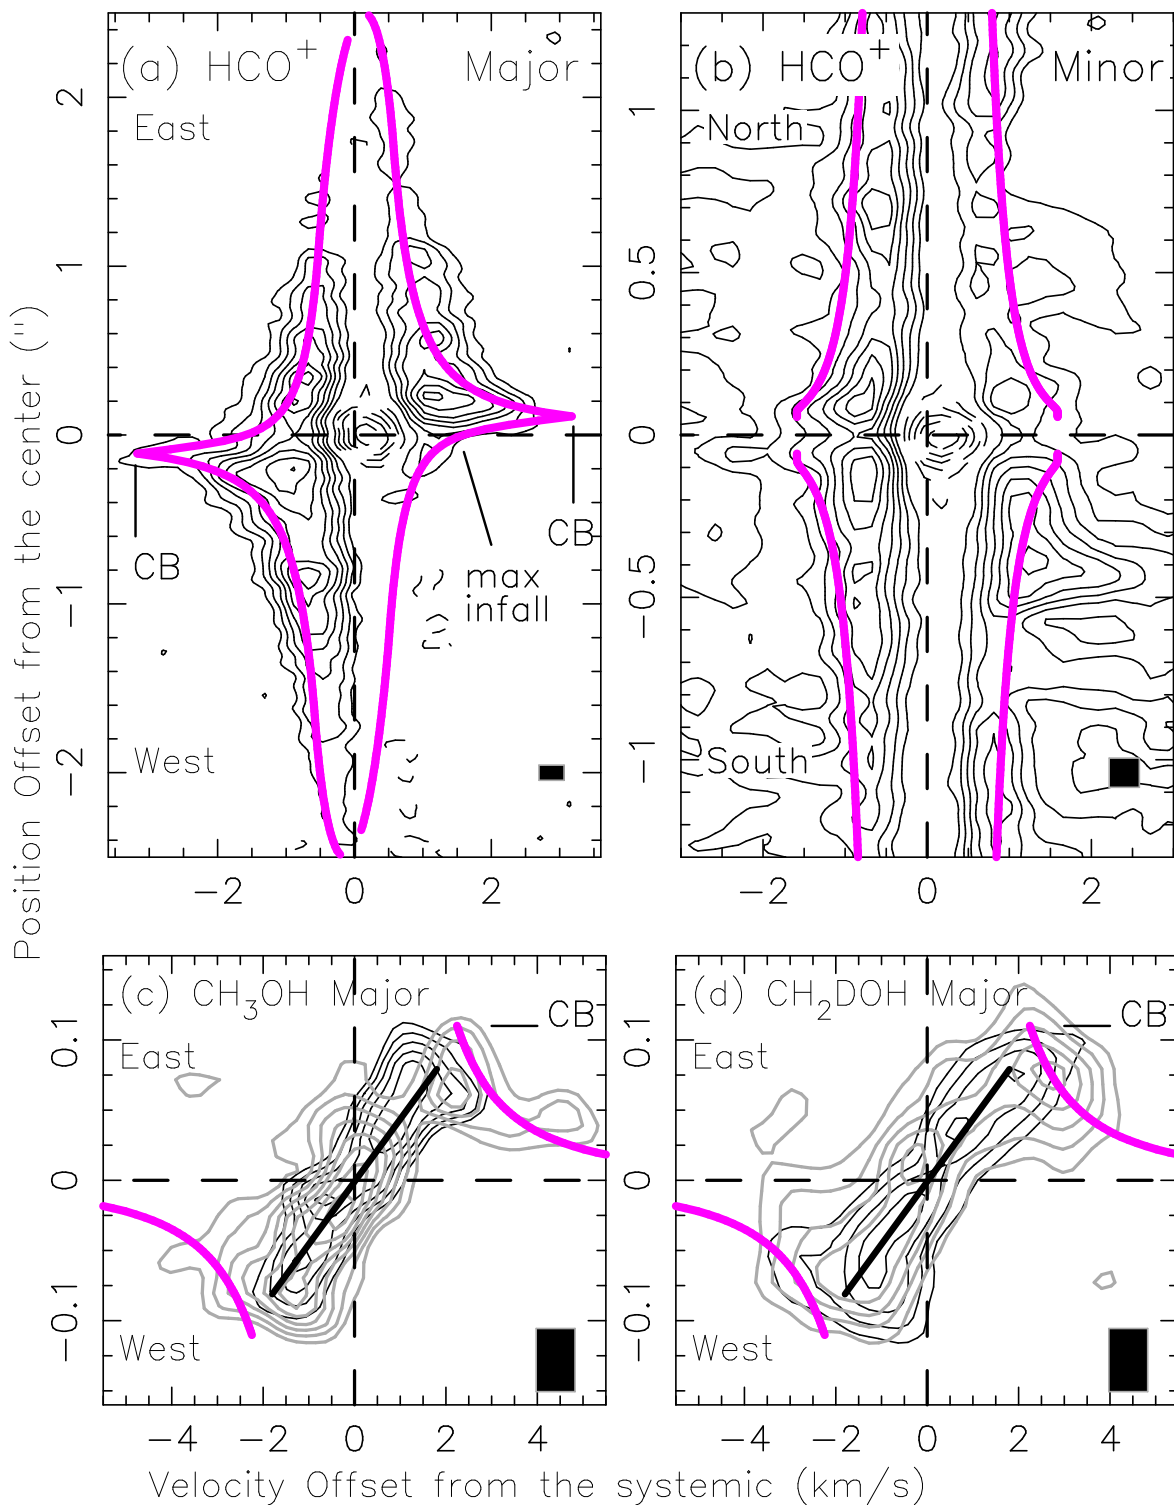 (a) HCO+ Major
East
2
1
0
−1
−2
CB
CB
max
infall
West
−2 0 2
(b) HCO+ Minor
North
1
0.5
0
−0.5
−1
South
−2 0 2
Position Offset from the center (")
(c) CH3OH Major
CB
East
0.1
0
−0.1
West
−4 −2 0 2 4
(d) CH2DOH Major
CB
East
0.1
0
−0.1
West
−4 −2 0 2 4
Velocity Offset from the systemic (km/s)